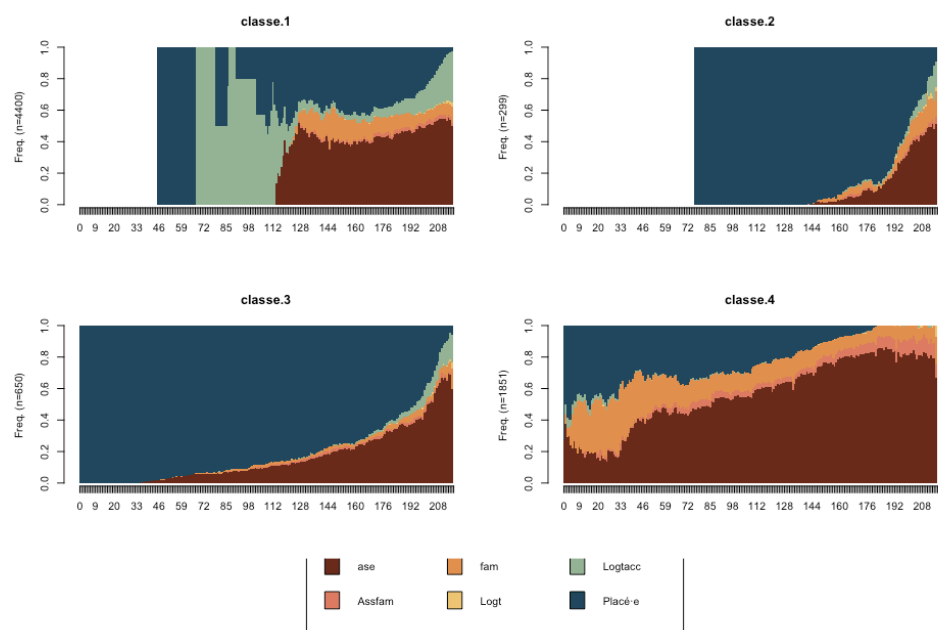 classe.1
Freq. (n=4400)
0.0 0.2 0.4 0.6 0.8 1.0
0 9 20 33 46 59 72 85 98 112 128 144 160 176 192 208
classe.2
Freq. (n=299)
0.0 0.2 0.4 0.6 0.8 1.0
0 9 20 33 46 59 72 85 98 112 128 144 160 176 192 208
classe.3
Freq. (n=650)
0.0 0.2 0.4 0.6 0.8 1.0
0 9 20 33 46 59 72 85 98 112 128 144 160 176 192 208
classe.4
Freq. (n=1851)
0.0 0.2 0.4 0.6 0.8 1.0
0 9 20 33 46 59 72 85 98 112 128 144 160 176 192 208
ase fam Logtacc
Assfam Logt Placé·e